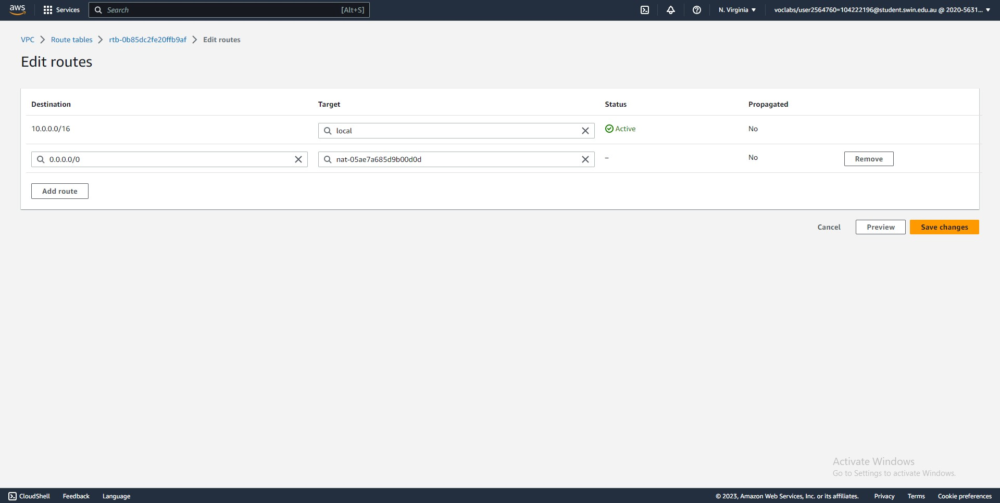 aws Services Search [Alt+S] N. Virginia ▼ voclabs/user2564760=104222196@student.swin.edu.au @ 2020-5631... ▼
VPC > Route tables > rtb-0b85dc2fe20ffb9af > Edit routes
Edit routes
Destination Target Status Propagated
10.0.0.0/16 local Active No
0.0.0.0/0 nat-05ae7a685d9b00d0d – No Remove
Add route
Cancel Preview Save changes
Activate Windows
Go to Settings to activate Windows.
CloudShell Feedback Language © 2023, Amazon Web Services, Inc. or its affiliates. Privacy Terms Cookie preferences